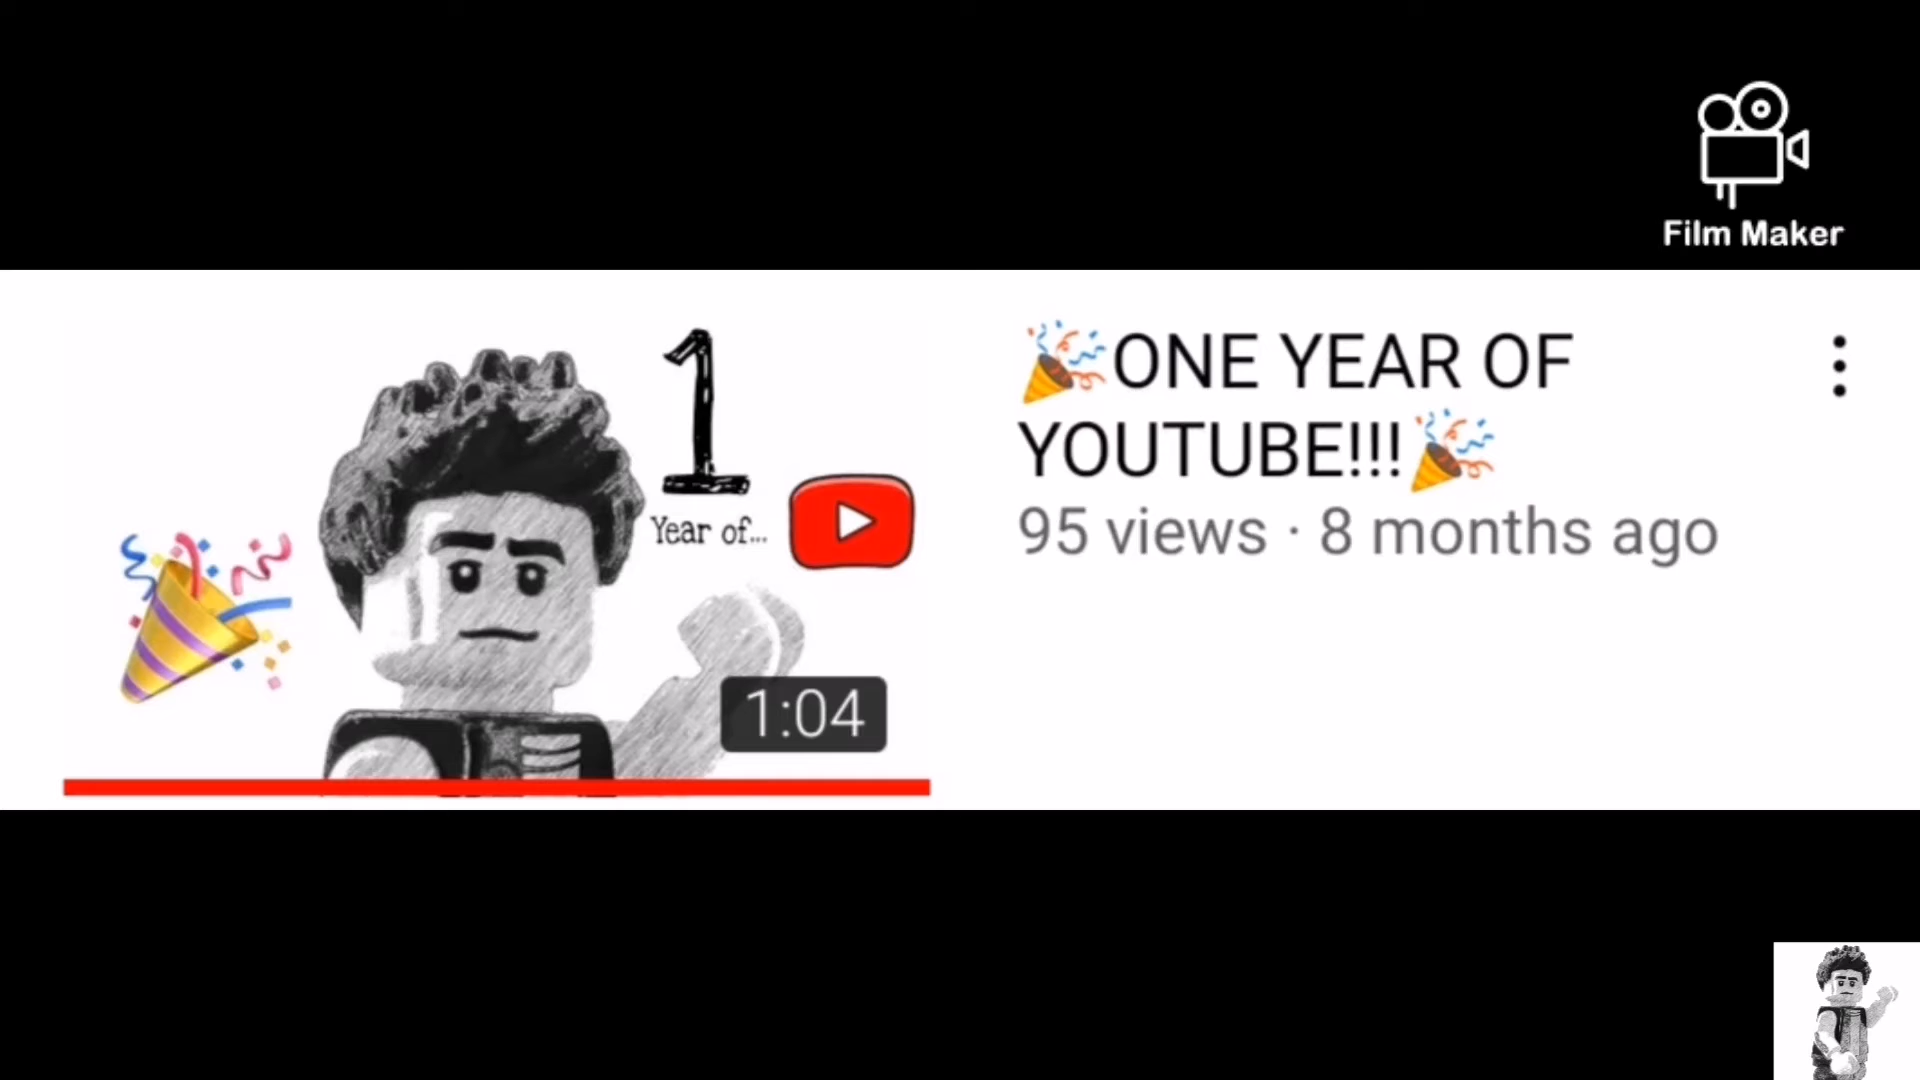 Film Maker
1
Year of...
1:04
🎉ONE YEAR OF
YOUTUBE!!!🎉
95 views · 8 months ago